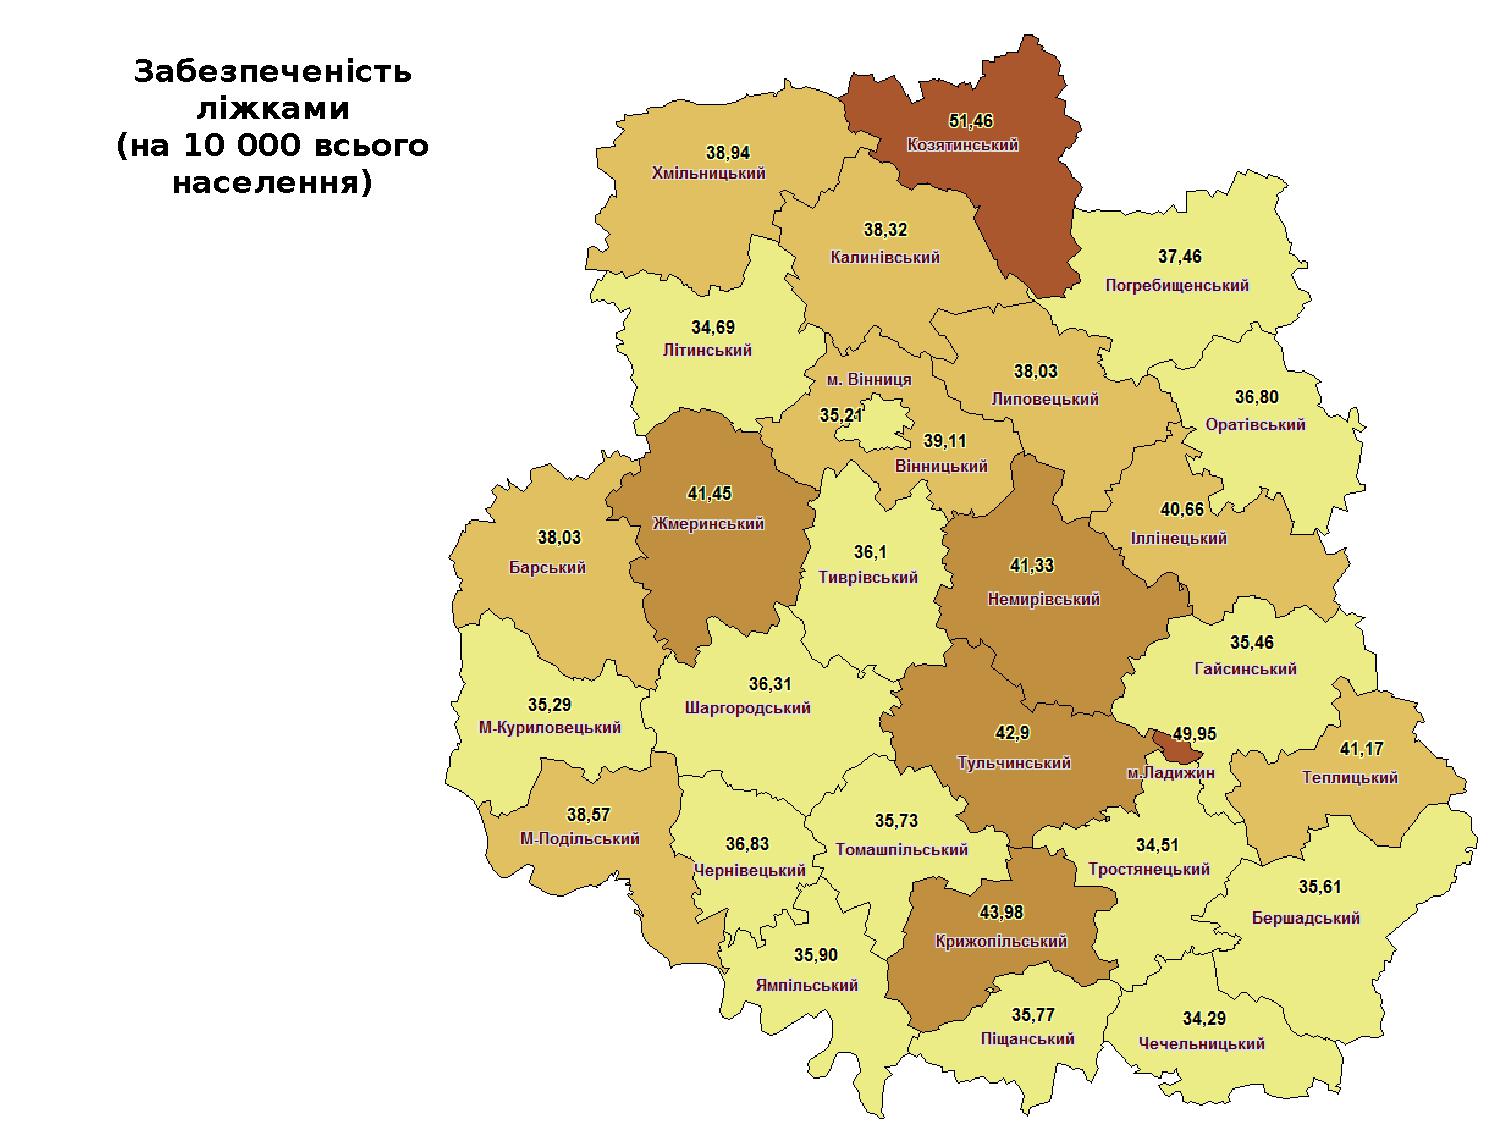 Забезпеченість
ліжками
(на 10 000 всього
населення)
51,46
Козятинський
38,94
Хмільницький
38,32
Калинівський
37,46
Погребищенський
34,69
Літинський
м. Вінниця
35,21
38,03
Липовецький
36,80
Оратівський
39,11
Вінницький
41,45
Жмеринський
40,66
Іллінецький
38,03
Барський
36,1
Тиврівський
41,33
Немирівський
35,46
Гайсинський
36,31
Шаргородський
35,29
М-Куриловецький
42,9
Тульчинський
49,95
м.Ладижин
41,17
Теплицький
38,57
М-Подільський
36,83
Чернівецький
35,73
Томашпільський
34,51
Тростянецький
35,61
Бершадський
43,98
Крижопільський
35,90
Ямпільський
35,77
Піщанський
34,29
Чечельницький